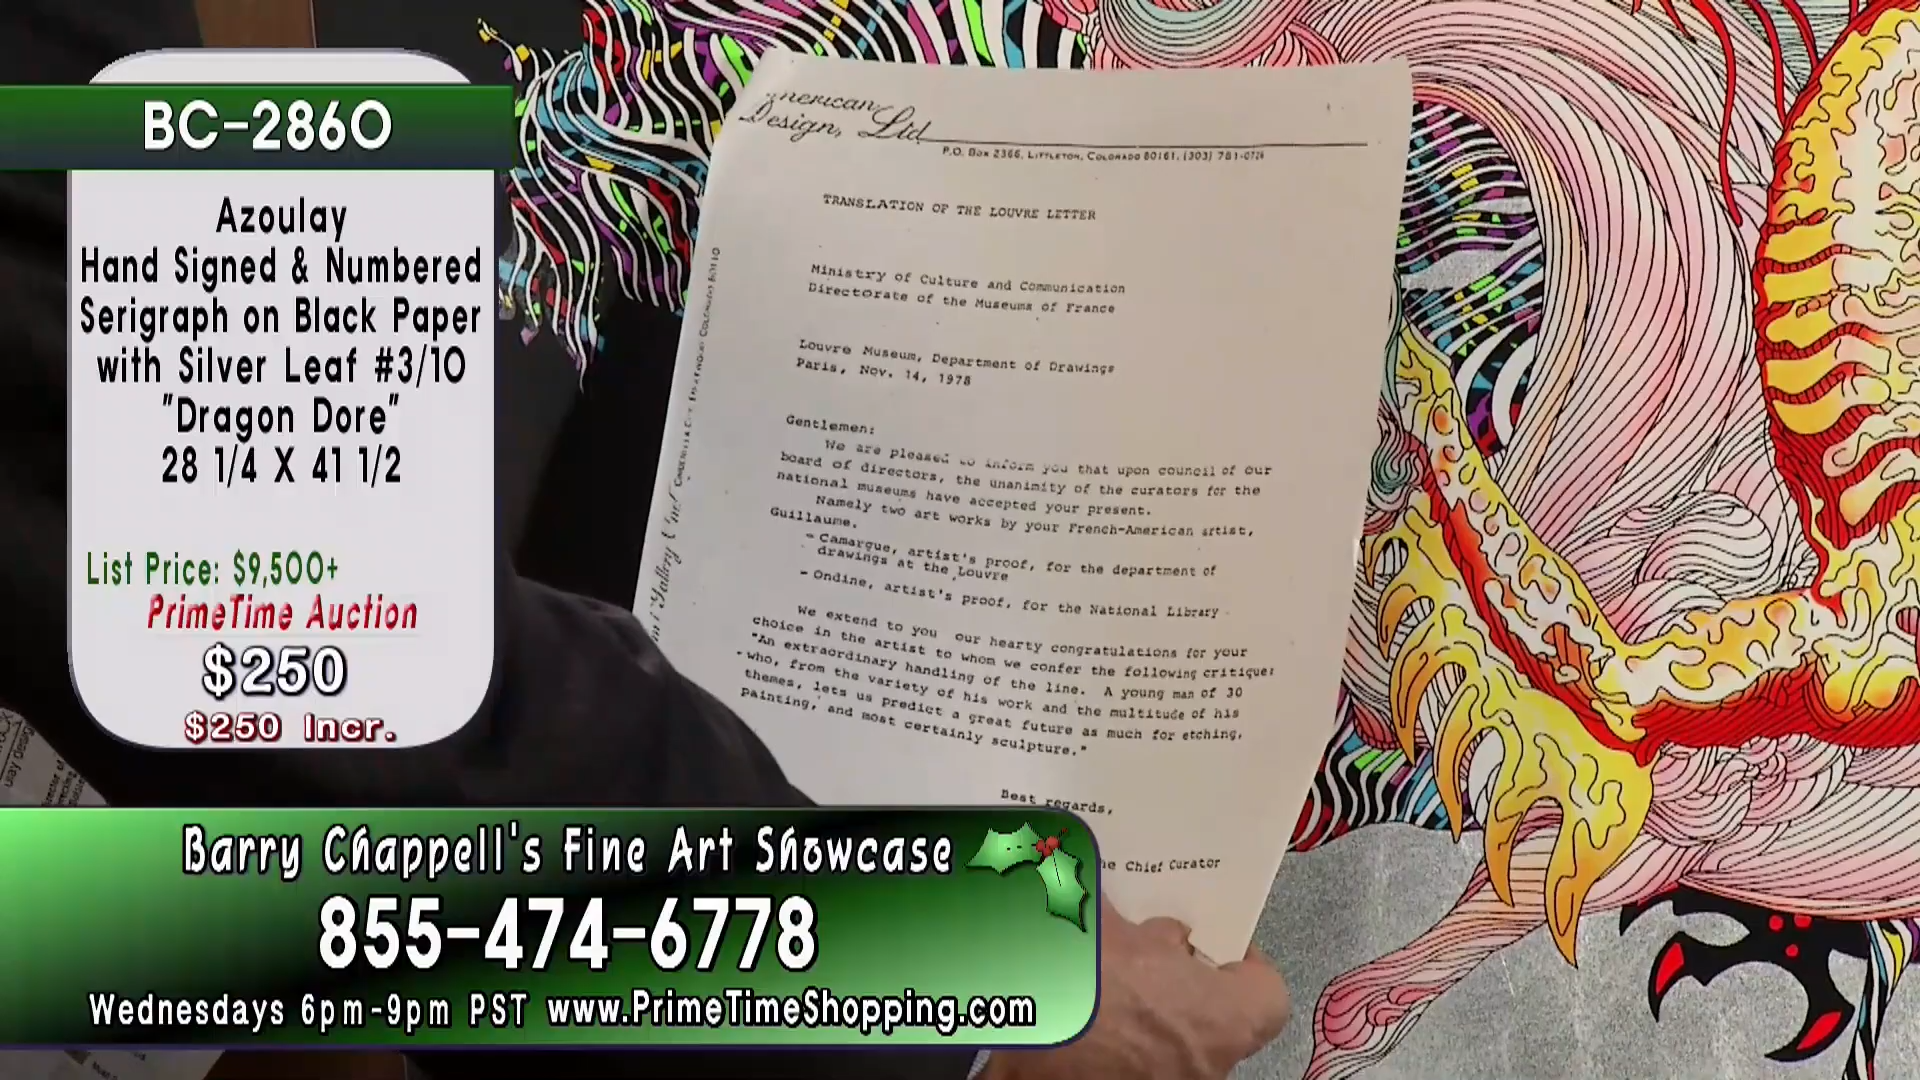 BC-2860
Azoulay
Hand Signed & Numbered
Serigraph on Black Paper
with Silver Leaf #3/10
"Dragon Dore"
28 1/4 X 41 1/2
List Price: $9,500+
PrimeTime Auction
$250
$250 Incr.
Design, Ltd
P.O. Box 2366, Littleton, Colorado 80161, (303) 781-0724
TRANSLATION OF THE LOUVRE LETTER
Ministry of Culture and Communication
Directorate of the Museums of France
Louvre Museum, Department of Drawings
Paris, Nov. 14, 1978
Gentlemen:
We are pleased to inform you that upon council of our
board of directors, the unanimity of the curators for the
national museums have accepted your present.
Namely two art works by your French-American artist,
Guillaume.
- Camargue, artist's proof, for the department of
drawings at the Louvre
- Ondine, artist's proof, for the National Library
We extend to you our hearty congratulations for your
choice in the artist to whom we confer the following critique:
"An extraordinary handling of the line. A young man of 30
who, from the variety of his work and the multitude of his
themes, lets us predict a great future as much for etching,
painting, and most certainly sculpture."
Best regards,
Chief Curator
Barry Chappell's Fine Art Showcase
855-474-6778
Wednesdays 6pm-9pm PST www.PrimeTimeShopping.com